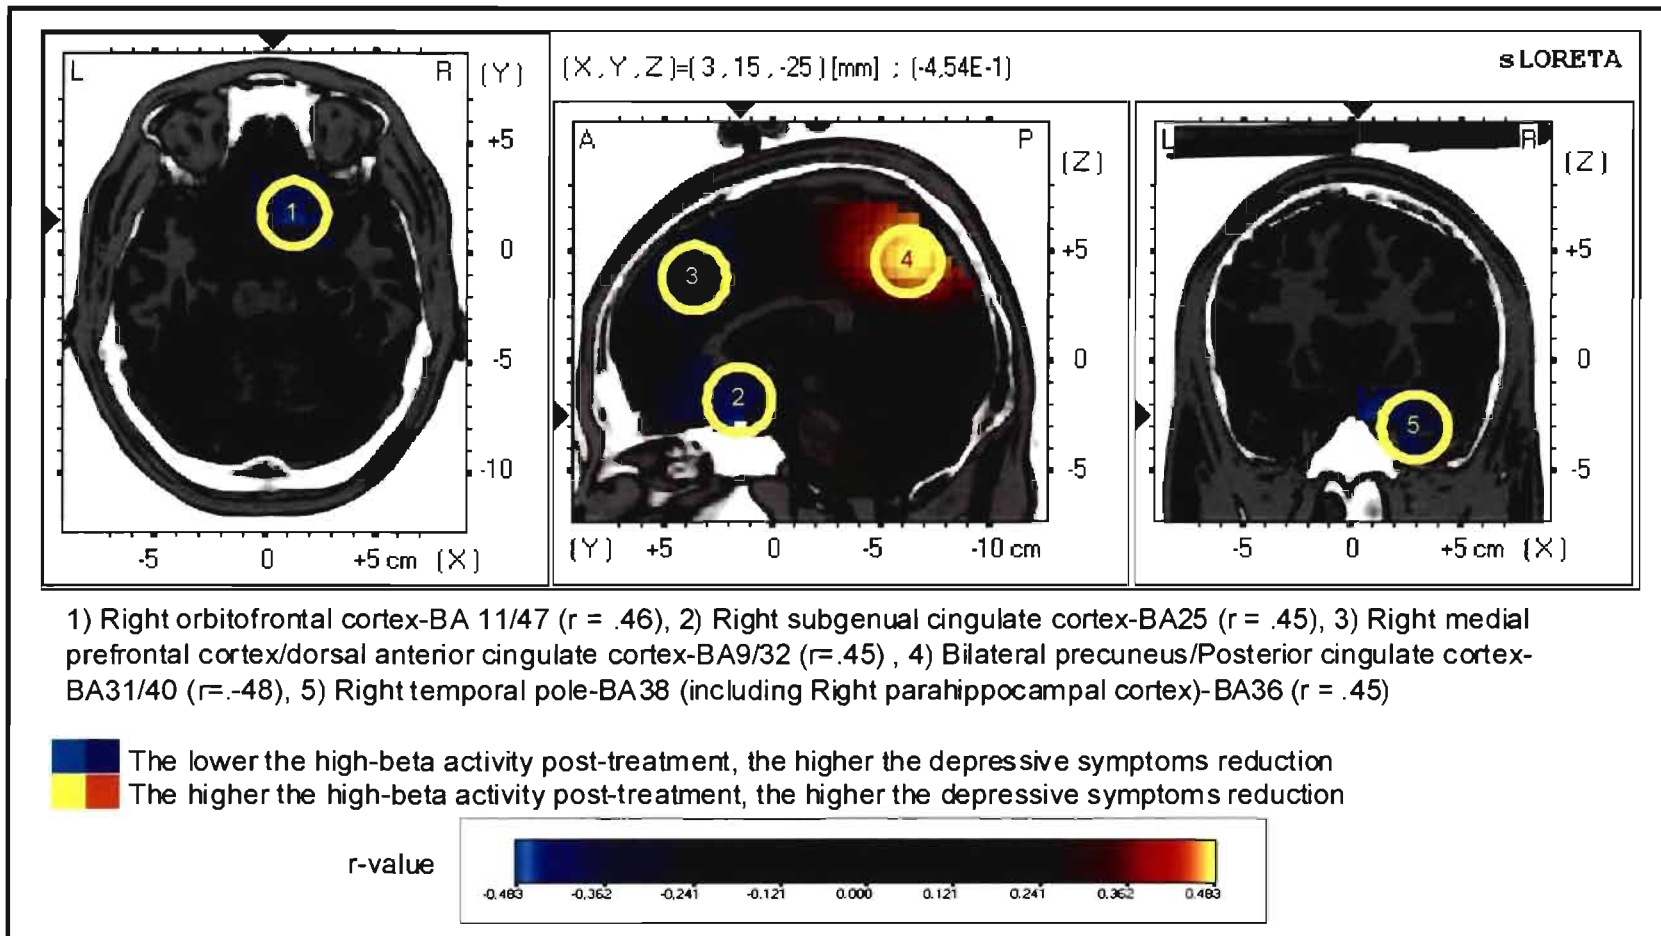 L R (Y)
(X,Y,Z)=(3,15,-25)[mm] ; (-4,54E-1)
sLORETA
+5
0
-5
-10
-5 0 +5 cm (X)
1
A P (Z)
+5
0
-5
(Y) +5 0 -5 -10 cm
3
4
2
L R (Z)
+5
0
-5
-5 0 +5 cm (X)
5
1) Right orbitofrontal cortex-BA 11/47 (r = .46), 2) Right subgenual cingulate cortex-BA25 (r = .45), 3) Right medial
prefrontal cortex/dorsal anterior cingulate cortex-BA9/32 (r=.45) , 4) Bilateral precuneus/Posterior cingulate cortex-
BA31/40 (r=.-48), 5) Right temporal pole-BA38 (including Right parahippocampal cortex)-BA36 (r = .45)
The lower the high-beta activity post-treatment, the higher the depressive symptoms reduction
The higher the high-beta activity post-treatment, the higher the depressive symptoms reduction
r-value
-0.483 -0.362 -0.241 -0.121 0.000 0.121 0.241 0.362 0.483